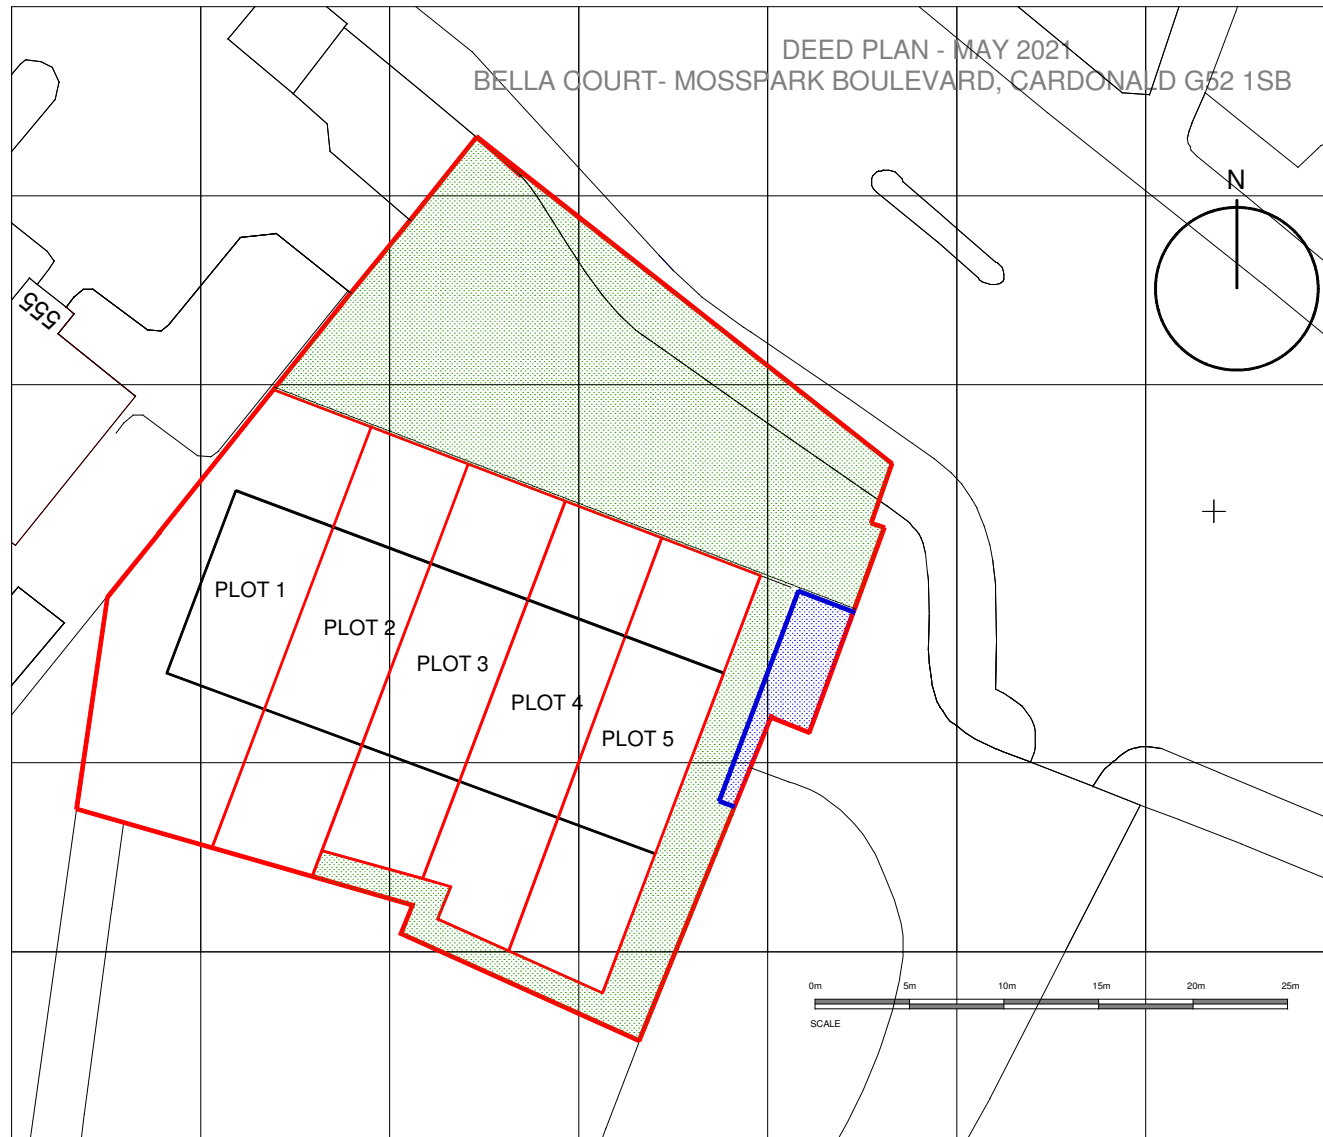 DEED PLAN - MAY 2021
BELLA COURT- MOSSPARK BOULEVARD, CARDONALD G52 1SB
N
555
PLOT 1
PLOT 2
PLOT 3
PLOT 4
PLOT 5
0m 5m 10m 15m 20m 25m
SCALE